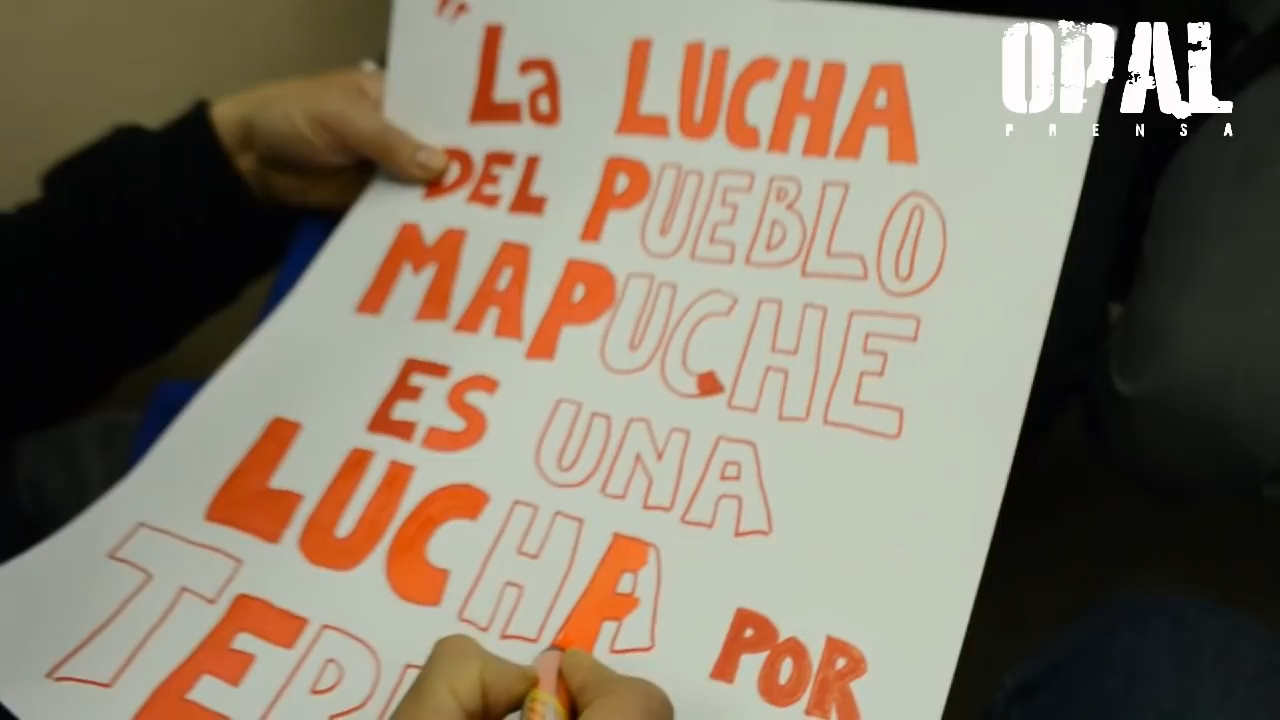 "La LUCHA
DEL PUEBLO
MAPUCHE
ES UNA
LUCHA POR
OPAL
PRENSA